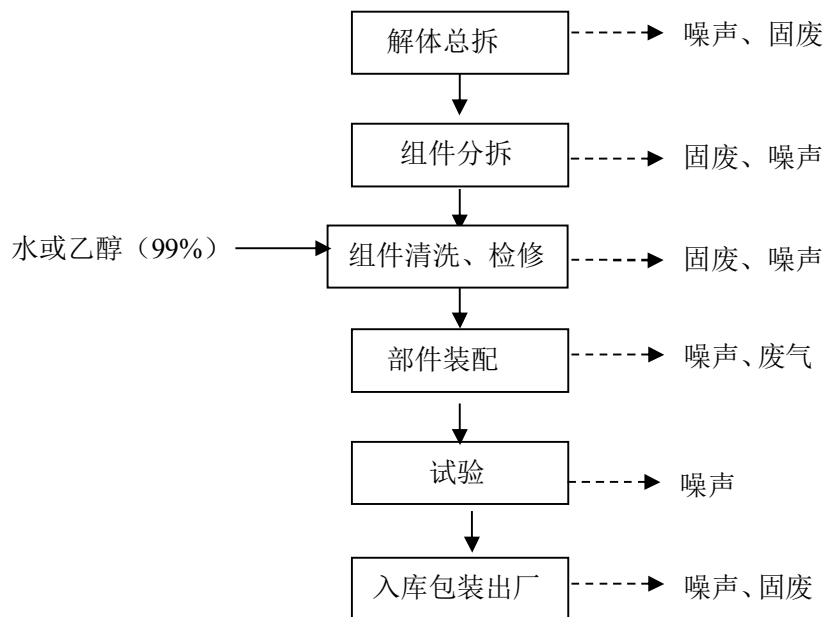 解体总拆
噪声、固废
组件分拆
固废、噪声
水或乙醇（99%）
组件清洗、检修
固废、噪声
部件装配
噪声、废气
试验
噪声
入库包装出厂
噪声、固废